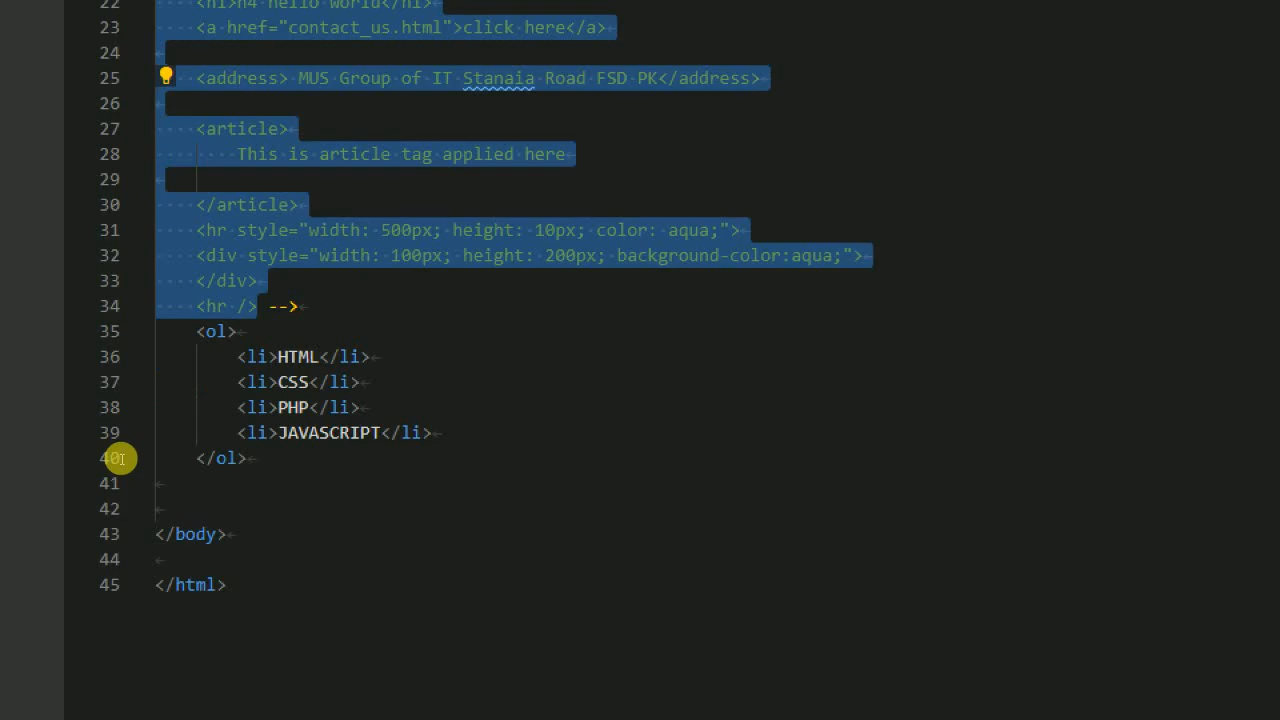 22 <h1>h4 hello world</h1>
23 <a href="contact_us.html">click here</a>
24
25 <address> MUS Group of IT Stanaia Road FSD PK</address>
26
27 <article>
28 This is article tag applied here
29
30 </article>
31 <hr style="width: 500px; height: 10px; color: aqua;">
32 <div style="width: 100px; height: 200px; background-color:aqua;">
33 </div>
34 <hr /> -->
35 <ol>
36 <li>HTML</li>
37 <li>CSS</li>
38 <li>PHP</li>
39 <li>JAVASCRIPT</li>
40 </ol>
41
42
43 </body>
44
45 </html>